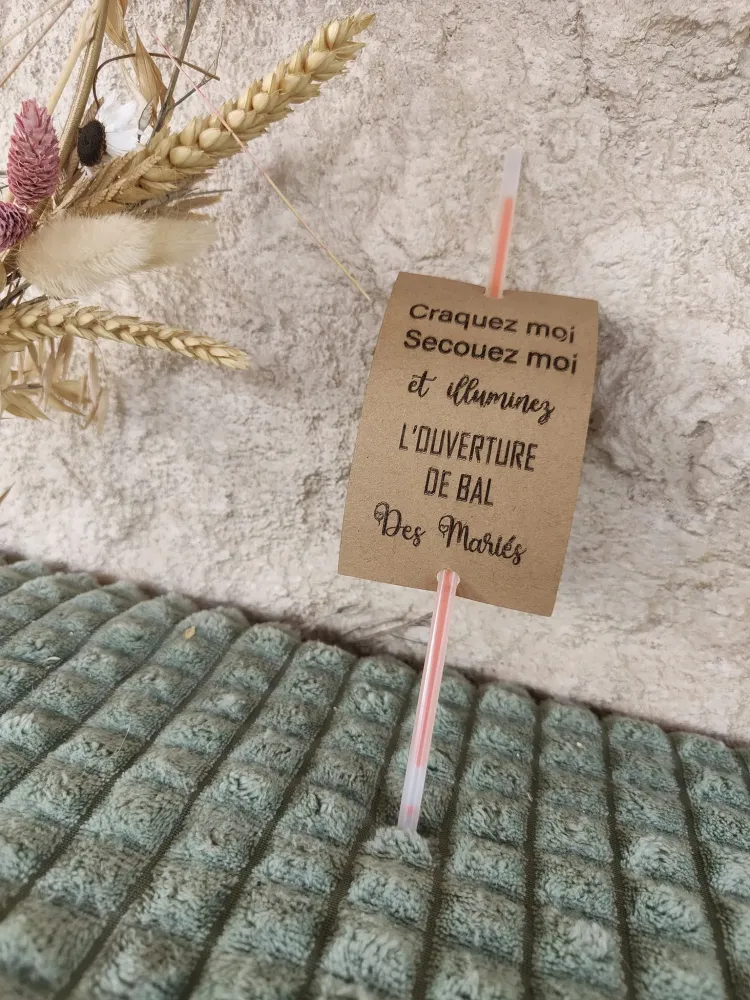 Craquez moi
Secouez moi
et illuminez
L'OUVERTURE
DE BAL
Des Mariés